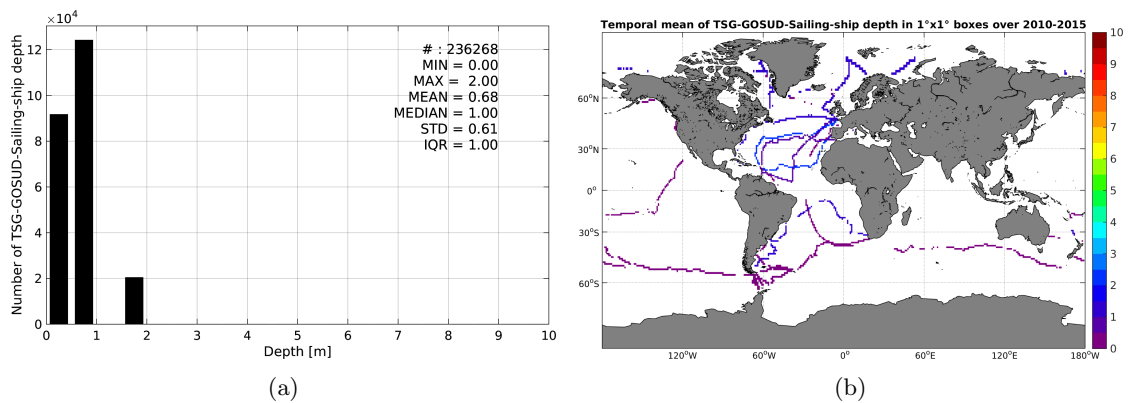 ×10⁴
12
10
8
6
4
2
0
Number of TSG-GOSUD-Sailing-ship depth
# : 236268
MIN = 0.00
MAX = 2.00
MEAN = 0.68
MEDIAN = 1.00
STD = 0.61
IQR = 1.00
0 1 2 3 4 5 6 7 8 9 10
Depth [m]
(a)
Temporal mean of TSG-GOSUD-Sailing-ship depth in 1°x1° boxes over 2010-2015
60°N
30°N
0°
30°S
60°S
120°W 60°W 0° 60°E 120°E 180°W
10
9
8
7
6
5
4
3
2
1
0
(b)